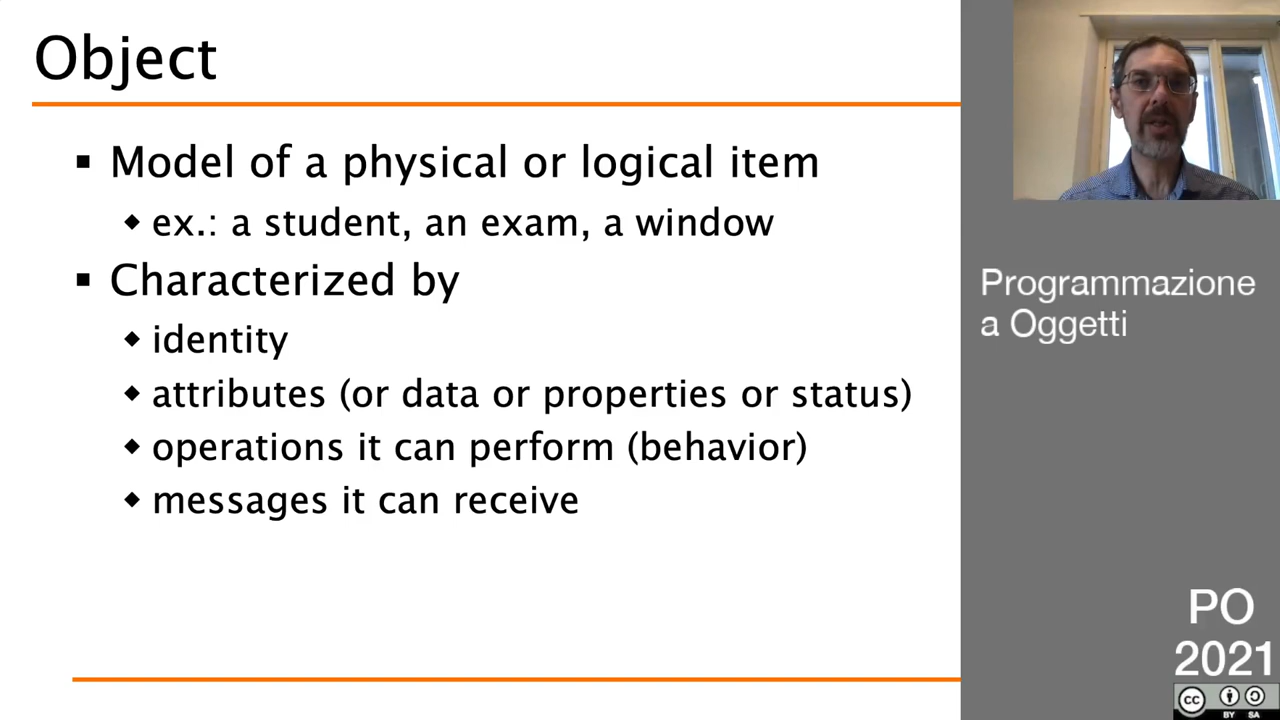 Object
Model of a physical or logical item
ex.: a student, an exam, a window
Characterized by
identity
attributes (or data or properties or status)
operations it can perform (behavior)
messages it can receive
Programmazione
a Oggetti
PO
2021
CC
BY SA